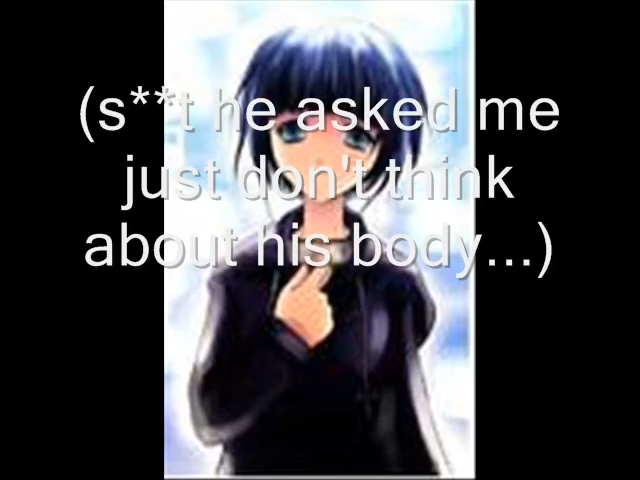 (s**t he asked me
just don't think
about his body...)